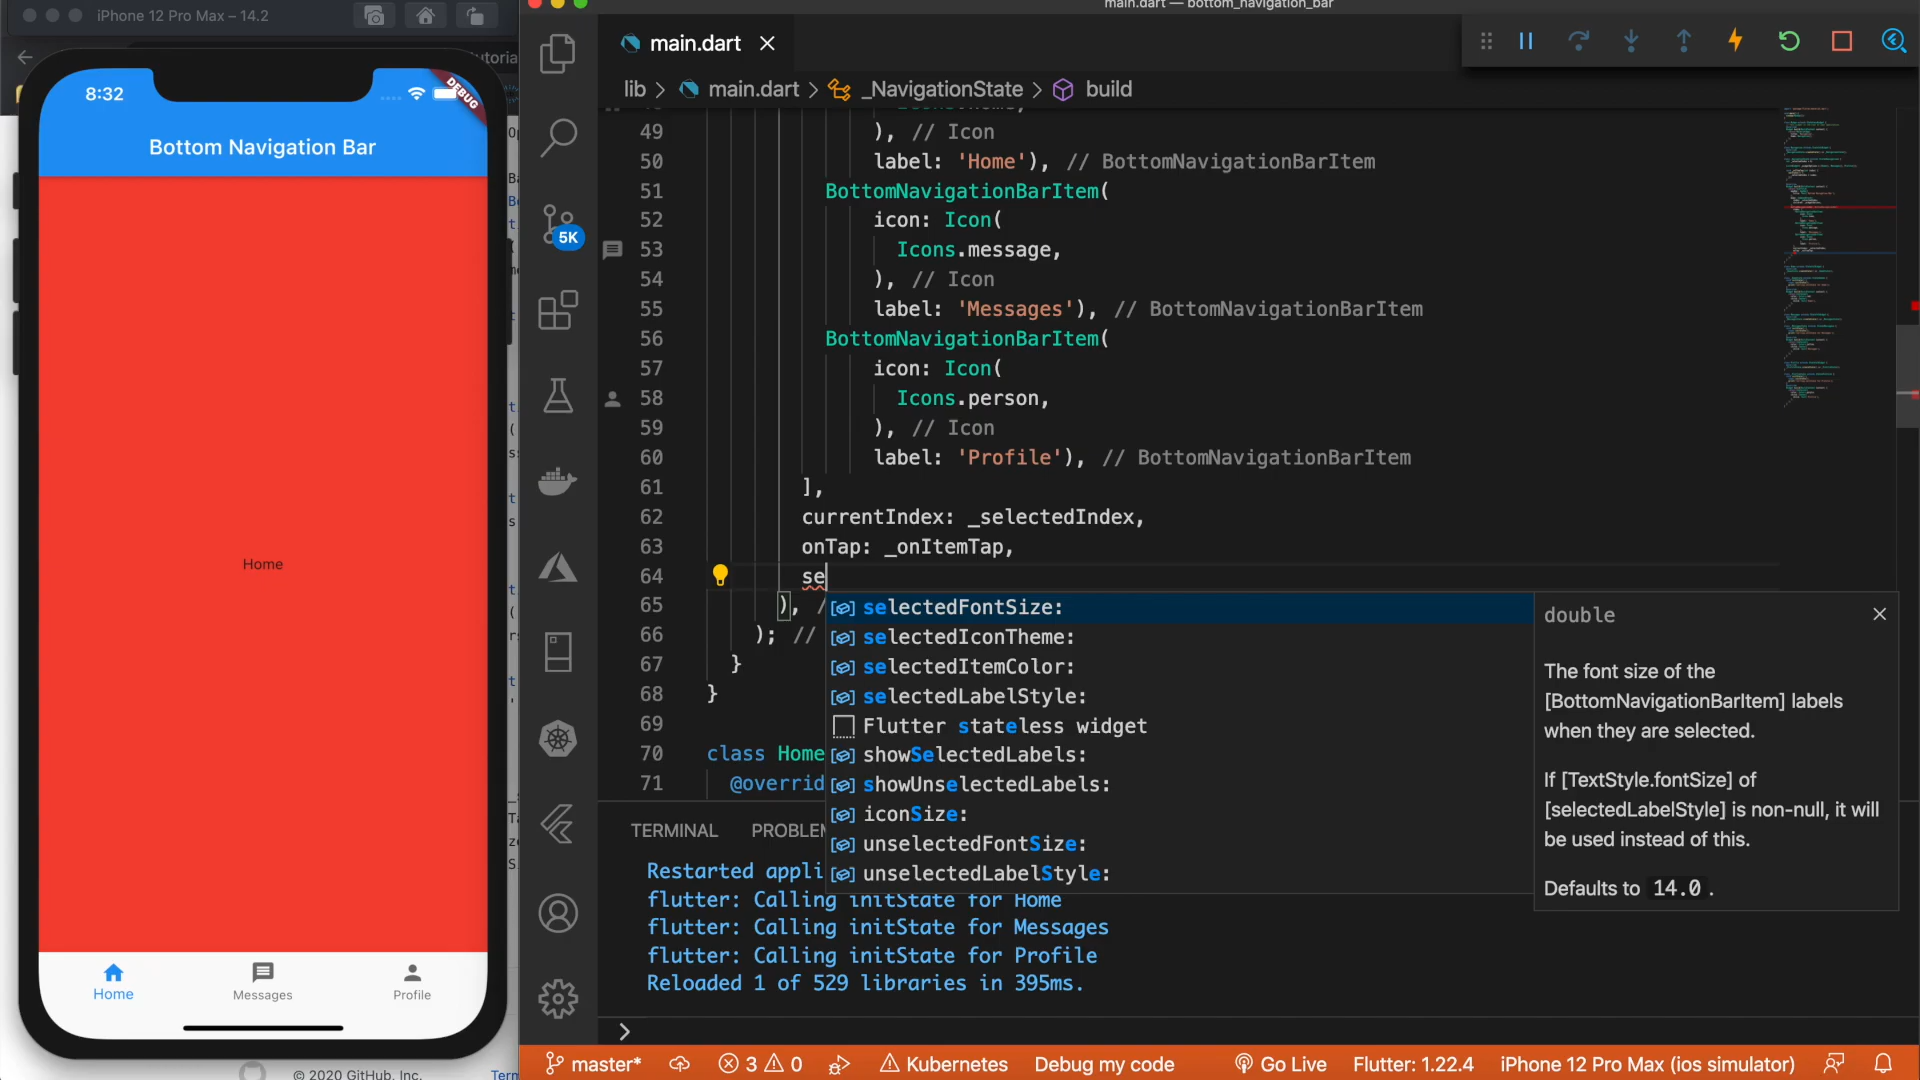 iPhone 12 Pro Max – 14.2
8:32
DEBUG
Bottom Navigation Bar
Home
Home
Messages
Profile
© 2020 GitHub, Inc.
main.dart — bottom_navigation_bar
main.dart
lib > main.dart > _NavigationState > build
5K
49 ), // Icon
50 label: 'Home'), // BottomNavigationBarItem
51 BottomNavigationBarItem(
52 icon: Icon(
53 Icons.message,
54 ), // Icon
55 label: 'Messages'), // BottomNavigationBarItem
56 BottomNavigationBarItem(
57 icon: Icon(
58 Icons.person,
59 ), // Icon
60 label: 'Profile'), // BottomNavigationBarItem
61 ],
62 currentIndex: _selectedIndex,
63 onTap: _onItemTap,
64 se
65 ), /
66 ); //
67 }
68 }
69
70 class Home
71 @overrid
selectedFontSize:
selectedIconTheme:
selectedItemColor:
selectedLabelStyle:
Flutter stateless widget
showSelectedLabels:
showUnselectedLabels:
iconSize:
unselectedFontSize:
unselectedLabelStyle:
double
The font size of the
[BottomNavigationBarItem] labels
when they are selected.
If [TextStyle.fontSize] of
[selectedLabelStyle] is non-null, it will
be used instead of this.
Defaults to 14.0 .
TERMINAL PROBLEM
Restarted appli
flutter: Calling initState for Home
flutter: Calling initState for Messages
flutter: Calling initState for Profile
Reloaded 1 of 529 libraries in 395ms.
>
master* 3 0 Kubernetes Debug my code Go Live Flutter: 1.22.4 iPhone 12 Pro Max (ios simulator)